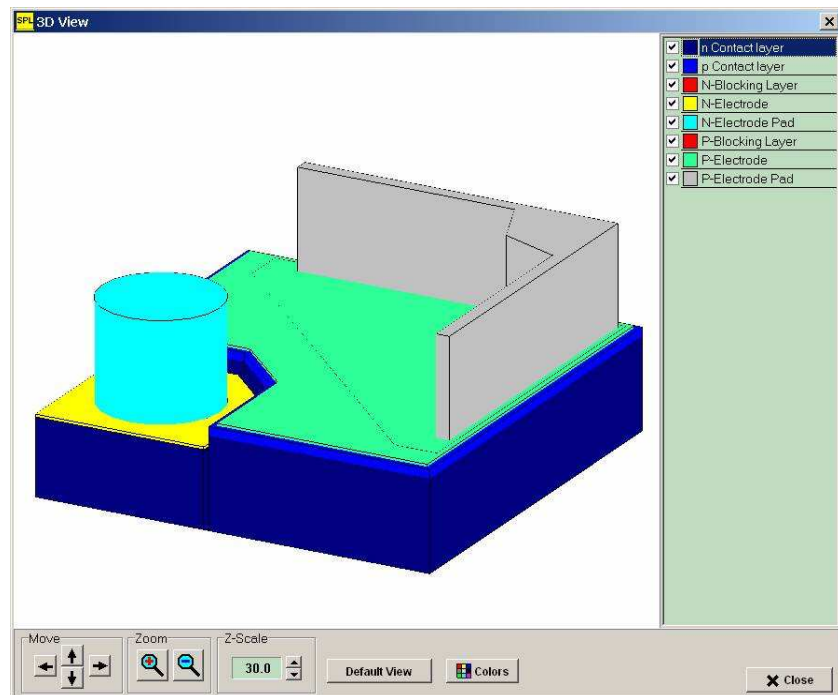 SPL 3D View
n Contact layer
p Contact layer
N-Blocking Layer
N-Electrode
N-Electrode Pad
P-Blocking Layer
P-Electrode
P-Electrode Pad
Move
Zoom
Z-Scale
30.0
Default View
Colors
Close